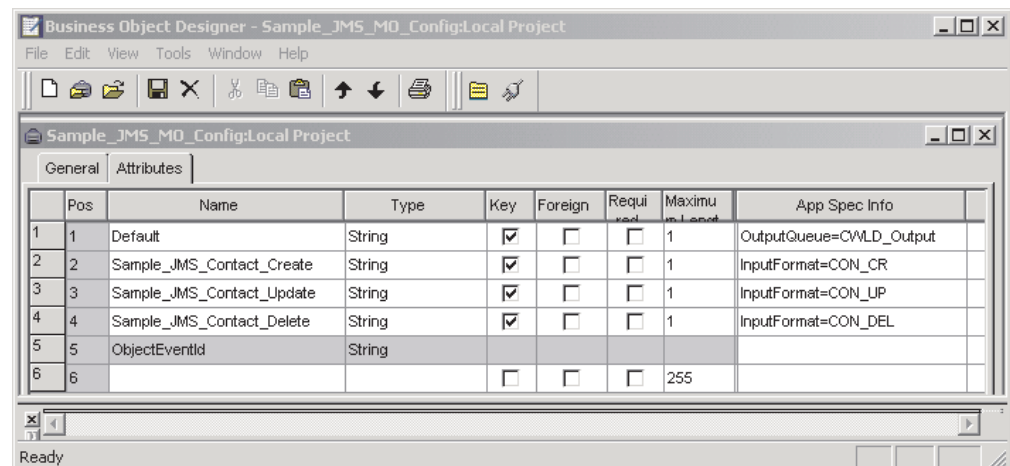 Business Object Designer - Sample_JMS_MO_Config:Local Project
File Edit View Tools Window Help
Sample_JMS_MO_Config:Local Project
General Attributes
Pos Name Type Key Foreign Requi Maximu App Spec Info
1 1 Default String 1 OutputQueue=CWLD_Output
2 2 Sample_JMS_Contact_Create String 1 InputFormat=CON_CR
3 3 Sample_JMS_Contact_Update String 1 InputFormat=CON_UP
4 4 Sample_JMS_Contact_Delete String 1 InputFormat=CON_DEL
5 5 ObjectEventId String
6 6 255
Ready